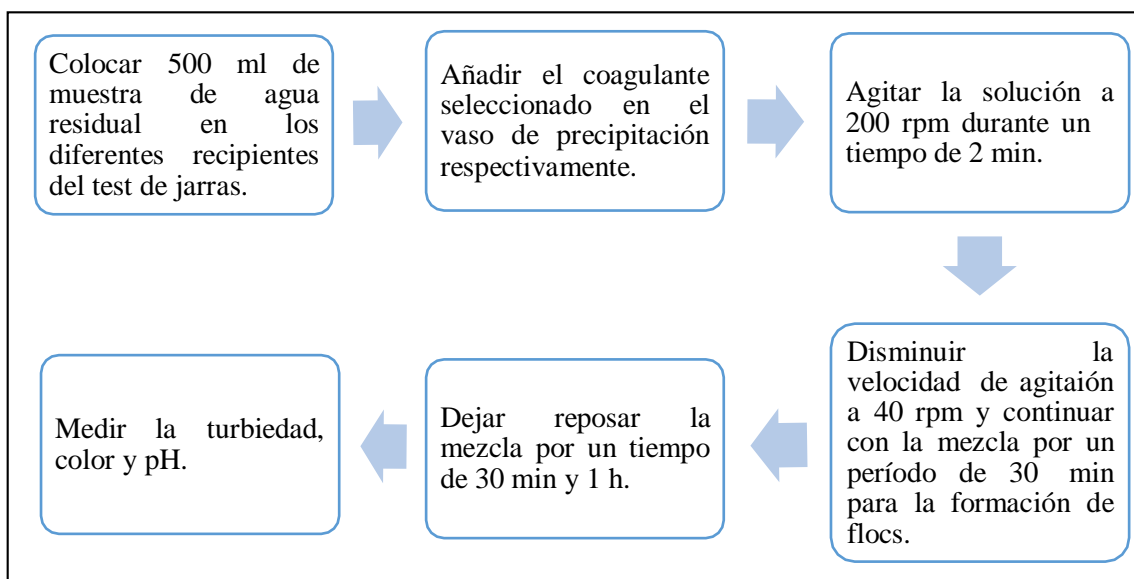 Colocar 500 ml de
muestra de agua
residual en los
diferentes recipientes
del test de jarras.
Añadir el coagulante
seleccionado en el
vaso de precipitación
respectivamente.
Agitar la solución a
200 rpm durante un
tiempo de 2 min.
Disminuir la
velocidad de agitaión
a 40 rpm y continuar
con la mezcla por un
período de 30 min
para la formación de
flocs.
Dejar reposar la
mezcla por un tiempo
de 30 min y 1 h.
Medir la turbiedad,
color y pH.